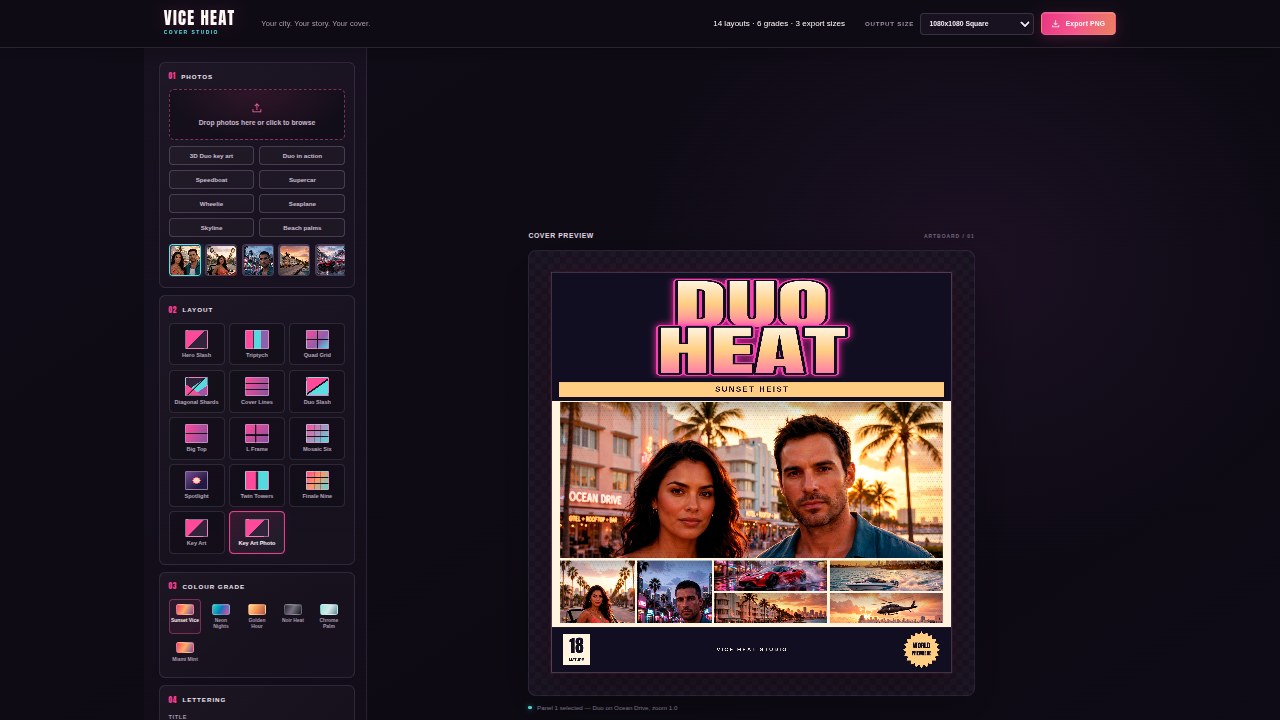 VICE HEAT
COVER STUDIO
Your city. Your story. Your cover.
14 layouts · 6 grades · 3 export sizes
OUTPUT SIZE
1080x1080 Square
Export PNG
01 PHOTOS
Drop photos here or click to browse
3D Duo key art
Duo in action
Speedboat
Supercar
Wheelie
Seaplane
Skyline
Beach palms
02 LAYOUT
Hero Slash
Triptych
Quad Grid
Diagonal Shards
Cover Lines
Duo Slash
Big Top
L Frame
Mosaic Six
Spotlight
Twin Towers
Finale Nine
Key Art
Key Art Photo
03 COLOUR GRADE
Sunset Vice
Neon
Nights
Golden
Hour
Noir Heat
Chrome
Palm
Miami Mint
04 LETTERING
TITLE
COVER PREVIEW
ARTBOARD / 01
DUO
HEAT
SUNSET HEIST
OCEAN DRIVE
HOTEL • ROOFTOP • BAR
18
VICE HEAT STUDIO
WORLD
PREMIERE
Panel 1 selected — Duo on Ocean Drive, zoom 1.0